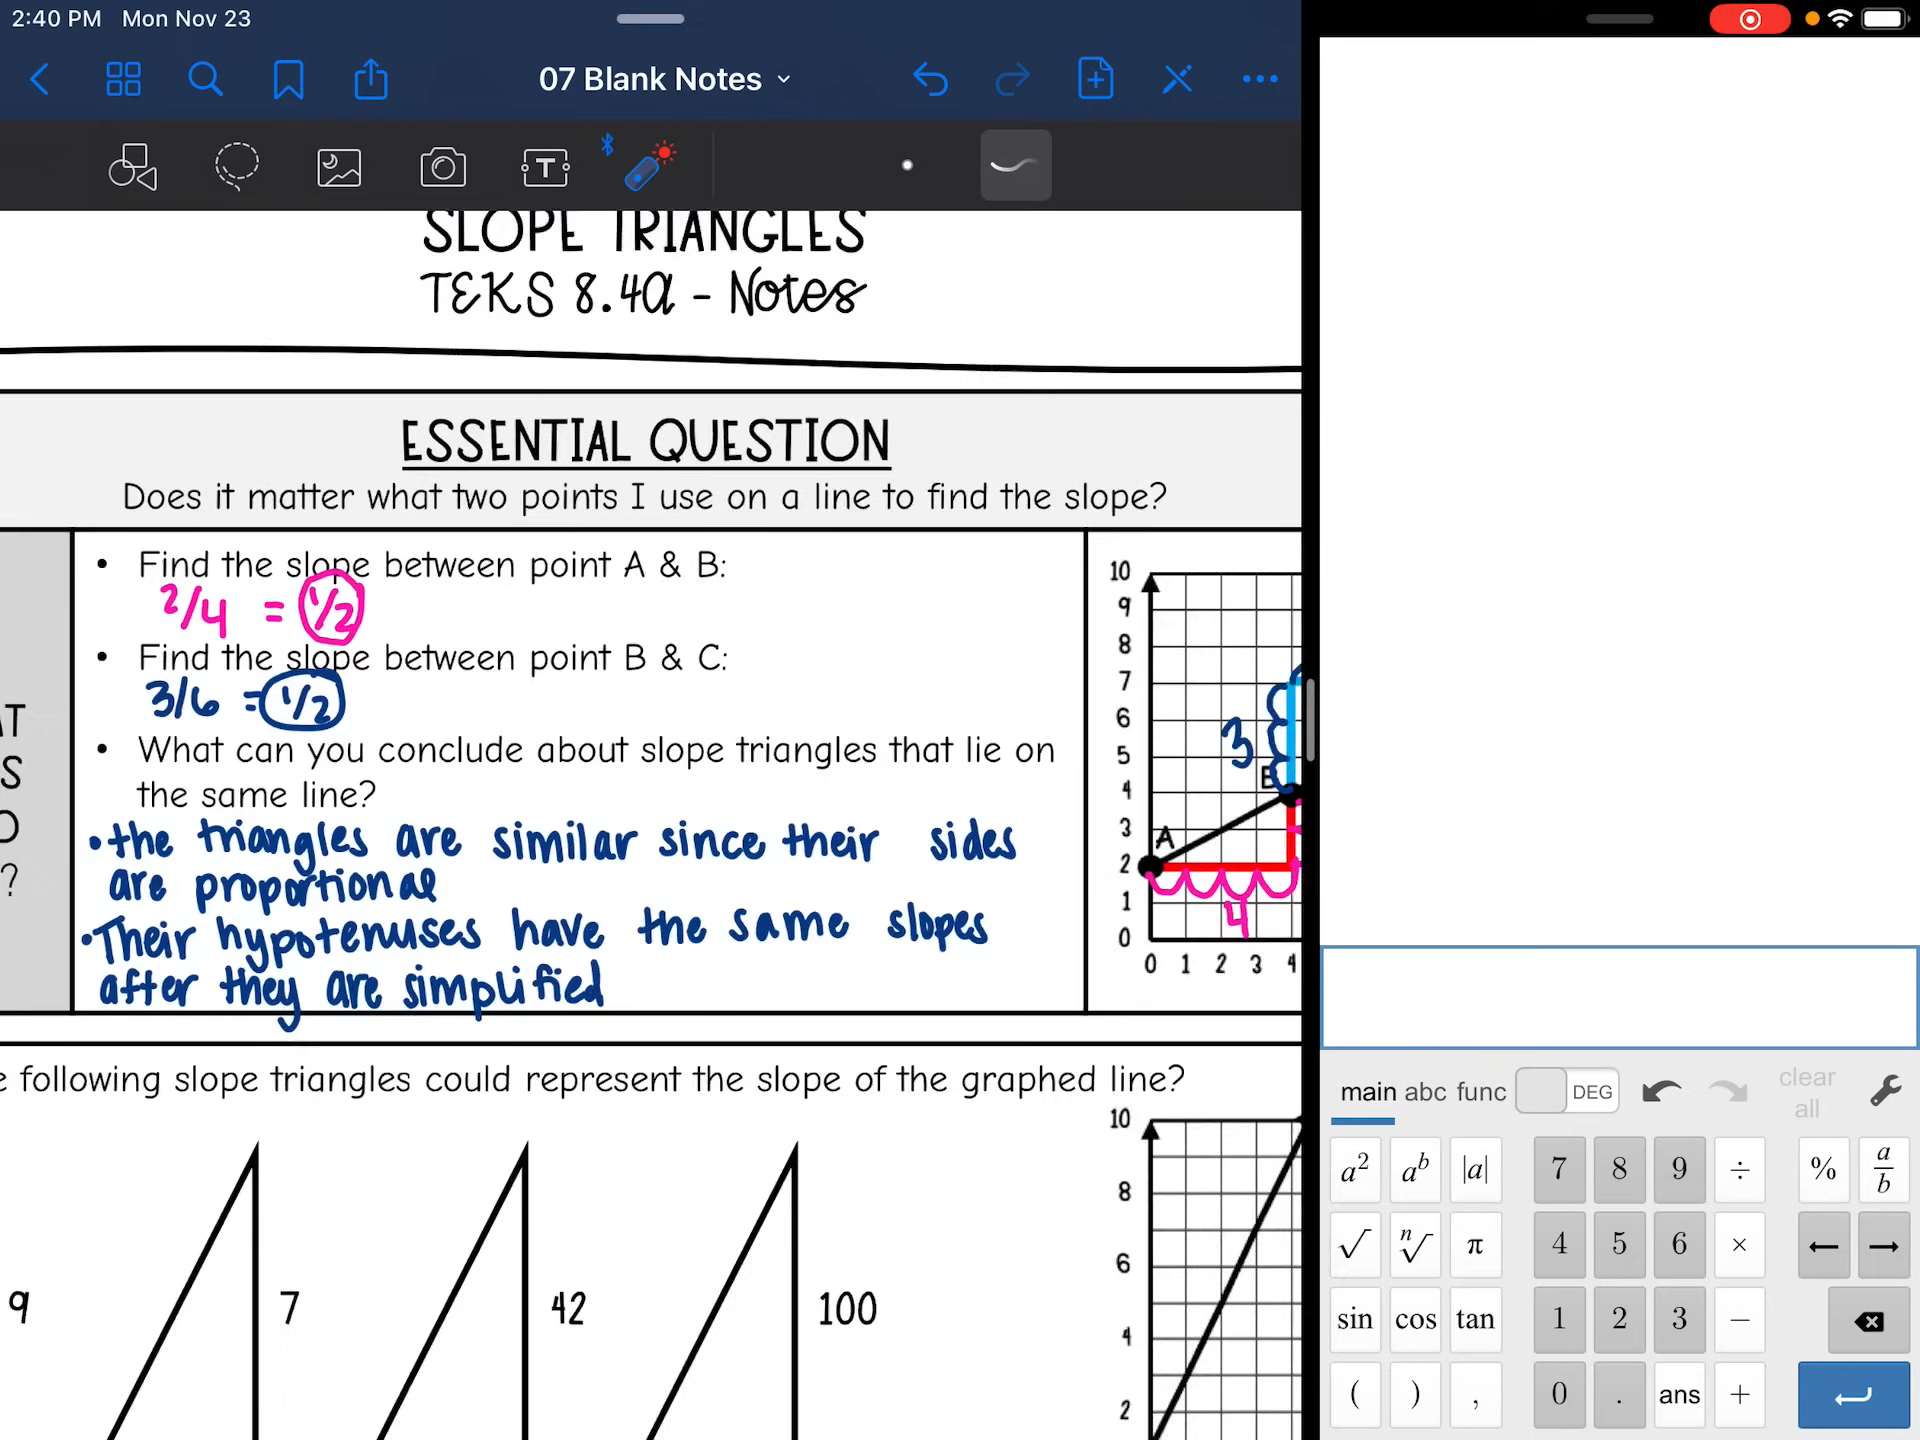 2:40 PM Mon Nov 23
07 Blank Notes
T
SLOPE TRIANGLES
TEKS 8.4a - Notes
ESSENTIAL QUESTION
Does it matter what two points I use on a line to find the slope?
• Find the slope between point A & B:
2/4 = 1/2
• Find the slope between point B & C:
3/6 = 1/2
• What can you conclude about slope triangles that lie on
the same line?
• the triangles are similar since their sides
are proportional
• Their hypotenuses have the same slopes
after they are simplified
?
10
9
8
7
6
5
4
3
2
1
0
0 1 2 3 4
A
B
3
4
following slope triangles could represent the slope of the graphed line?
9
7
42
100
10
8
6
4
2
main abc func DEG clear all
a² aᵇ |a| 7 8 9 ÷ % a/b
√ ⁿ√ π 4 5 6 × ← →
sin cos tan 1 2 3 −
( ) , 0 . ans +